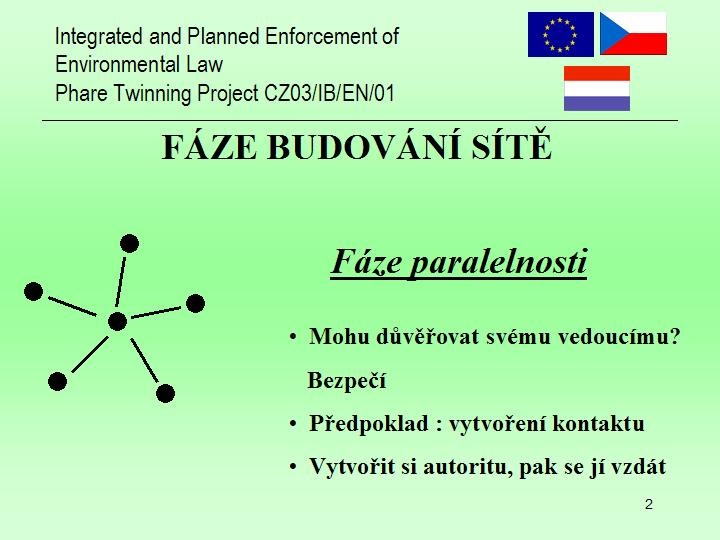 Integrated and Planned Enforcement of
Environmental Law
Phare Twinning Project CZ03/IB/EN/01
FÁZE BUDOVÁNÍ SÍTĚ
Fáze paralelnosti
• Mohu důvěřovat svému vedoucímu?
Bezpečí
• Předpoklad : vytvoření kontaktu
• Vytvořit si autoritu, pak se jí vzdát
2